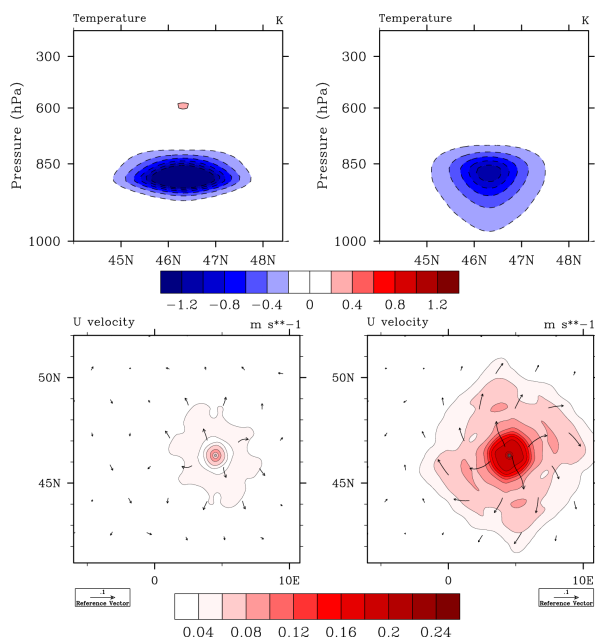 Temperature K Temperature K
Pressure (hPa) Pressure (hPa)
300 300
600 600
850 850
1000 1000
45N 46N 47N 48N 45N 46N 47N 48N
−1.2 −0.8 −0.4 0 0.4 0.8 1.2
U velocity m s**−1 U velocity m s**−1
50N 50N
45N 45N
0 10E 0 10E
.1 .1
Reference Vector Reference Vector
0.04 0.08 0.12 0.16 0.2 0.24